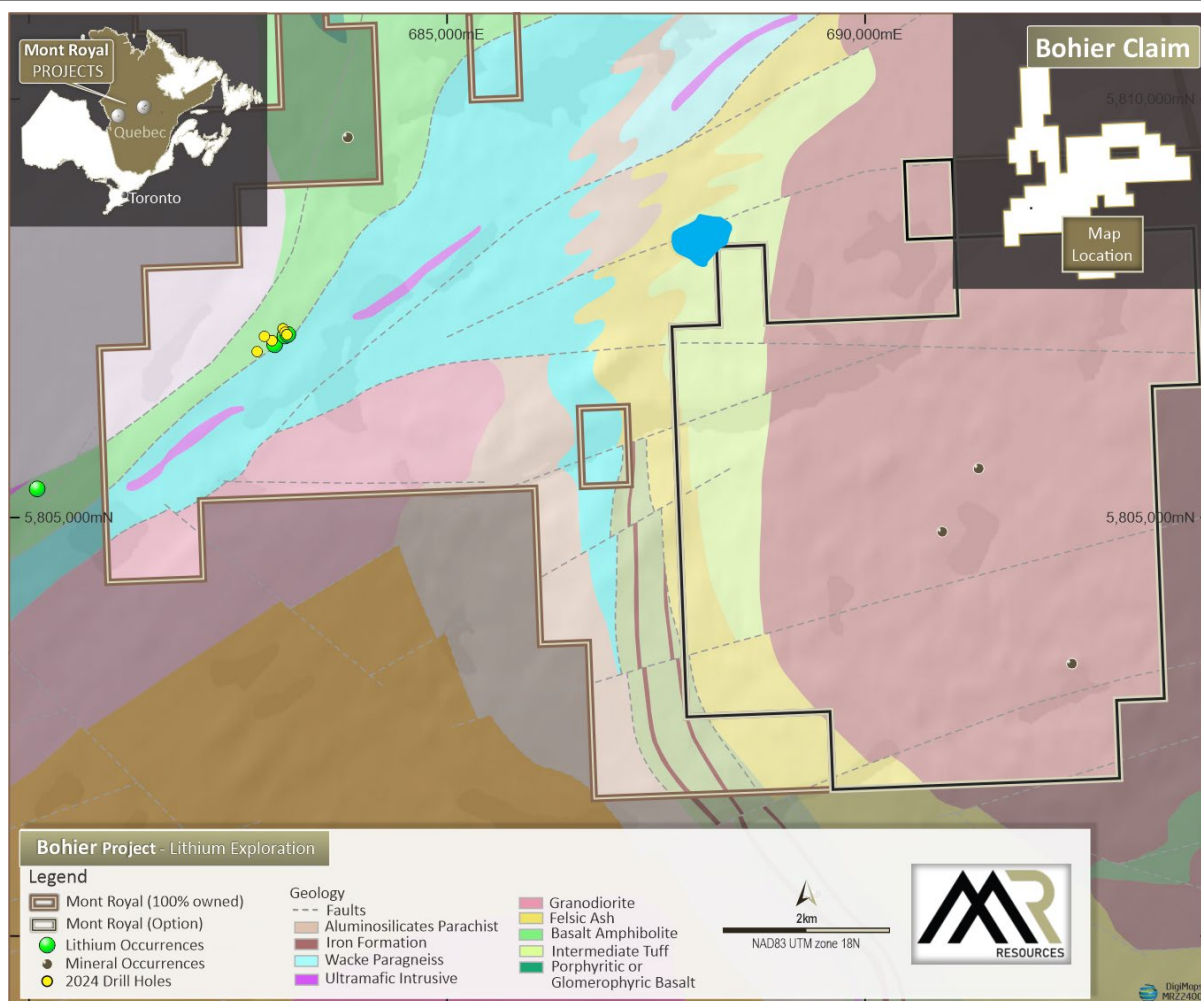 685,000mE
690,000mE
Mont Royal
PROJECTS
Quebec
Toronto
Bohier Claim
5,810,000mN
Map
Location
5,805,000mN
5,805,000mN
Bohier Project - Lithium Exploration
Legend
Mont Royal (100% owned)
Mont Royal (Option)
Lithium Occurrences
Mineral Occurrences
2024 Drill Holes
Geology
Faults
Aluminosilicates Parachist
Iron Formation
Wacke Paragneiss
Ultramafic Intrusive
Granodiorite
Felsic Ash
Basalt Amphibolite
Intermediate Tuff
Porphyritic or
Glomerophyric Basalt
2km
NAD83 UTM zone 18N
MR
RESOURCES